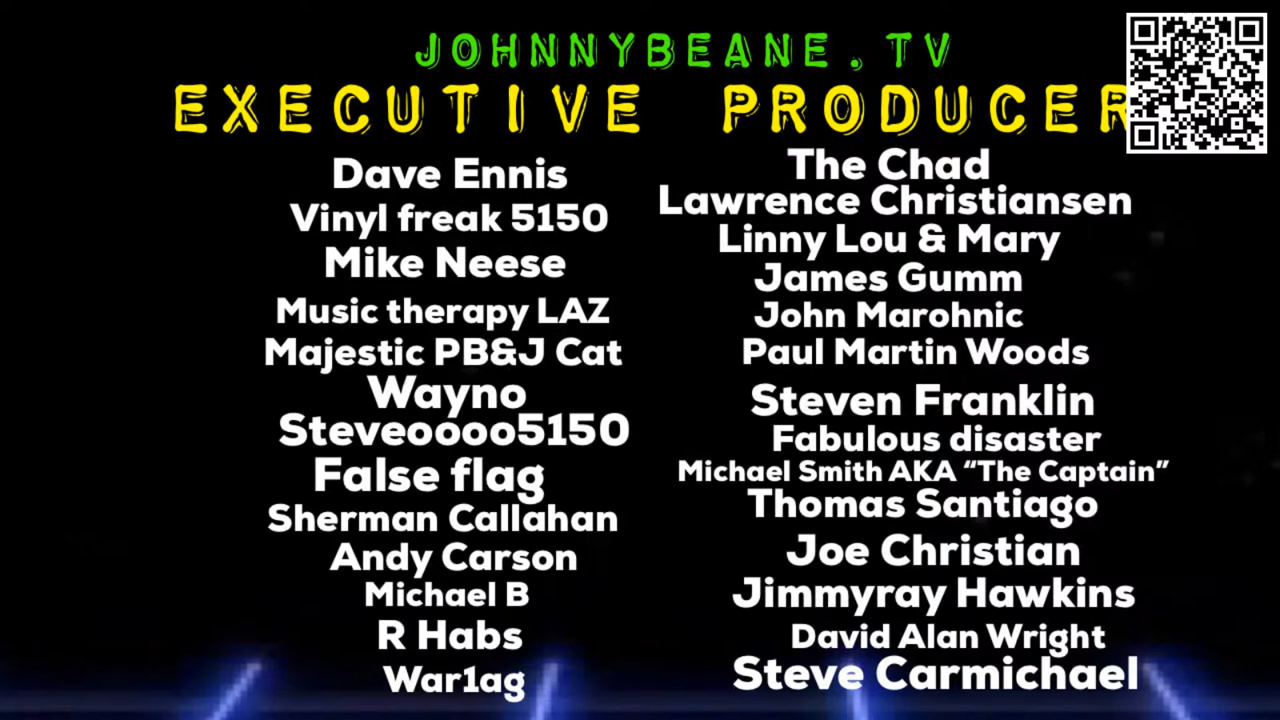 JOHNNYBEANE.TV
EXECUTIVE PRODUCER
Dave Ennis
Vinyl freak 5150
Mike Neese
Music therapy LAZ
Majestic PB&J Cat
Wayno
Steveoooo5150
False flag
Sherman Callahan
Andy Carson
Michael B
R Habs
War1ag
The Chad
Lawrence Christiansen
Linny Lou & Mary
James Gumm
John Marohnic
Paul Martin Woods
Steven Franklin
Fabulous disaster
Michael Smith AKA “The Captain”
Thomas Santiago
Joe Christian
Jimmyray Hawkins
David Alan Wright
Steve Carmichael